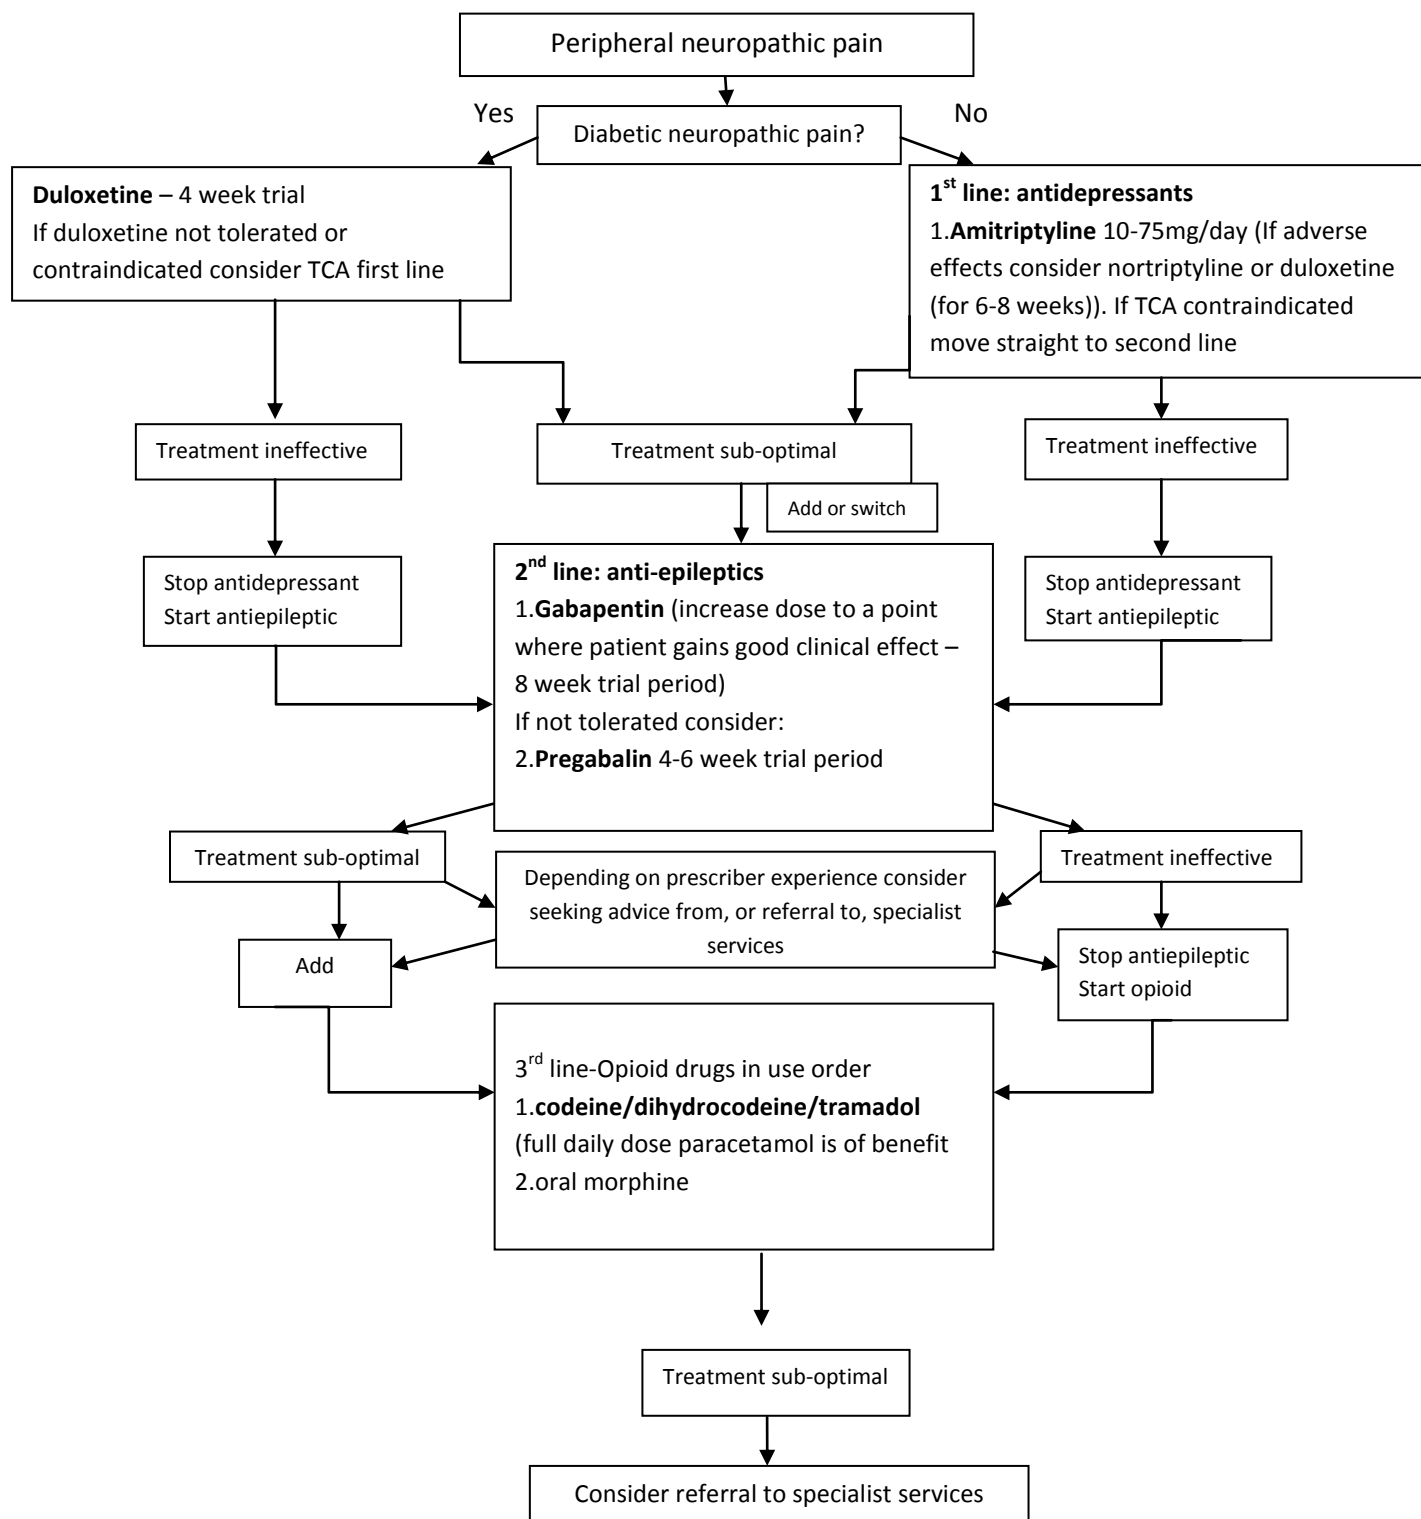 Peripheral neuropathic pain
Yes
No
Diabetic neuropathic pain?
Duloxetine – 4 week trial
If duloxetine not tolerated or
contraindicated consider TCA first line
1st line: antidepressants
1.Amitriptyline 10-75mg/day (If adverse
effects consider nortriptyline or duloxetine
(for 6-8 weeks)). If TCA contraindicated
move straight to second line
Treatment ineffective
Treatment sub-optimal
Treatment ineffective
Add or switch
Stop antidepressant
Start antiepileptic
2nd line: anti-epileptics
1.Gabapentin (increase dose to a point
where patient gains good clinical effect –
8 week trial period)
If not tolerated consider:
2.Pregabalin 4-6 week trial period
Stop antidepressant
Start antiepileptic
Treatment sub-optimal
Depending on prescriber experience consider
seeking advice from, or referral to, specialist
services
Treatment ineffective
Add
Stop antiepileptic
Start opioid
3rd line-Opioid drugs in use order
1.codeine/dihydrocodeine/tramadol
(full daily dose paracetamol is of benefit
2.oral morphine
Treatment sub-optimal
Consider referral to specialist services